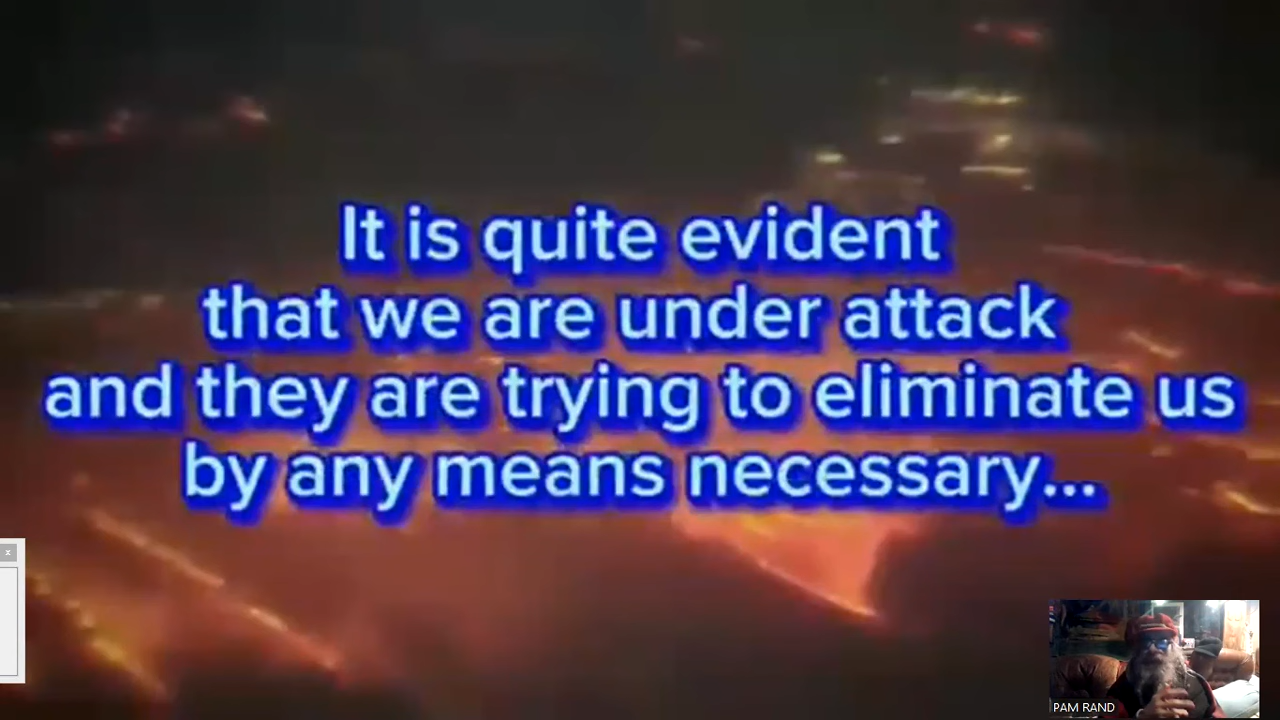 It is quite evident
that we are under attack
and they are trying to eliminate us
by any means necessary...
PAM RAND